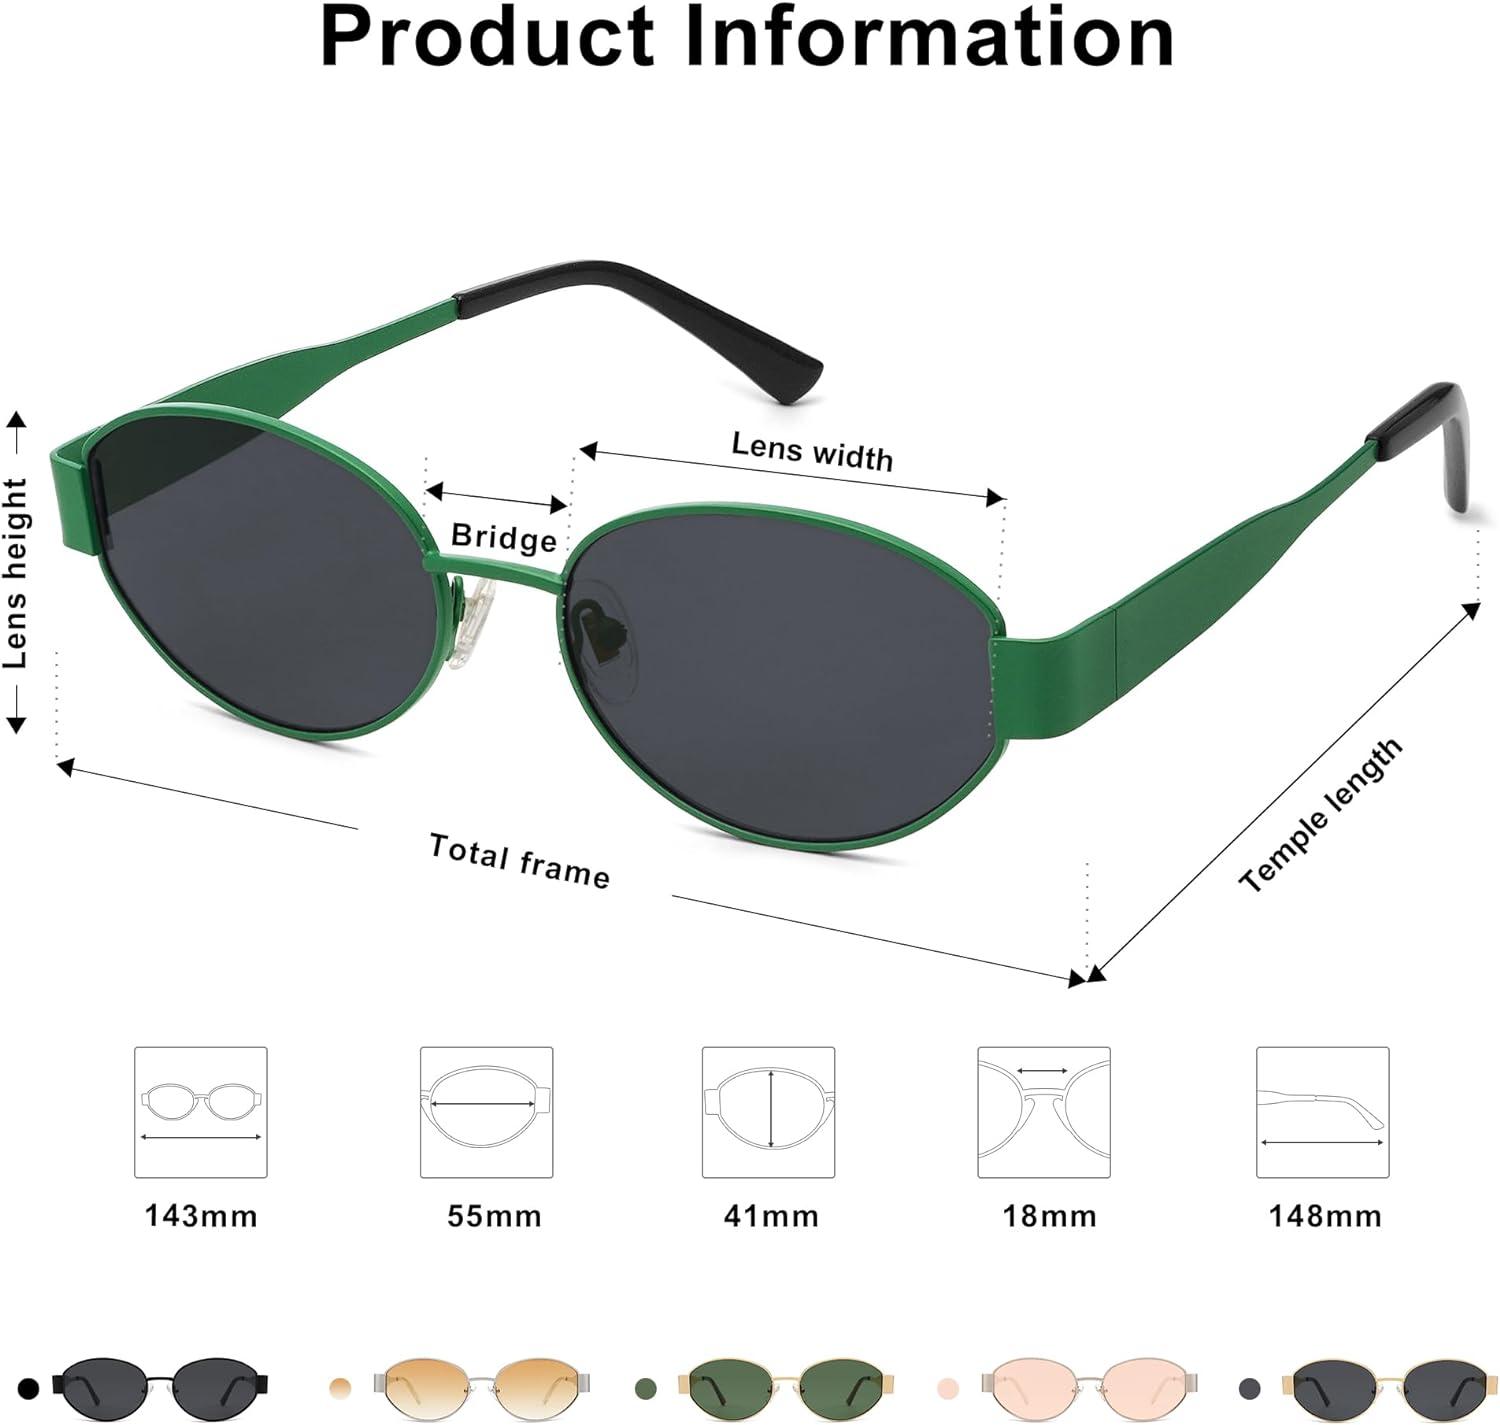 Product Information
Lens width
Bridge
Lens height
Total frame
Temple length
143mm
55mm
41mm
18mm
148mm